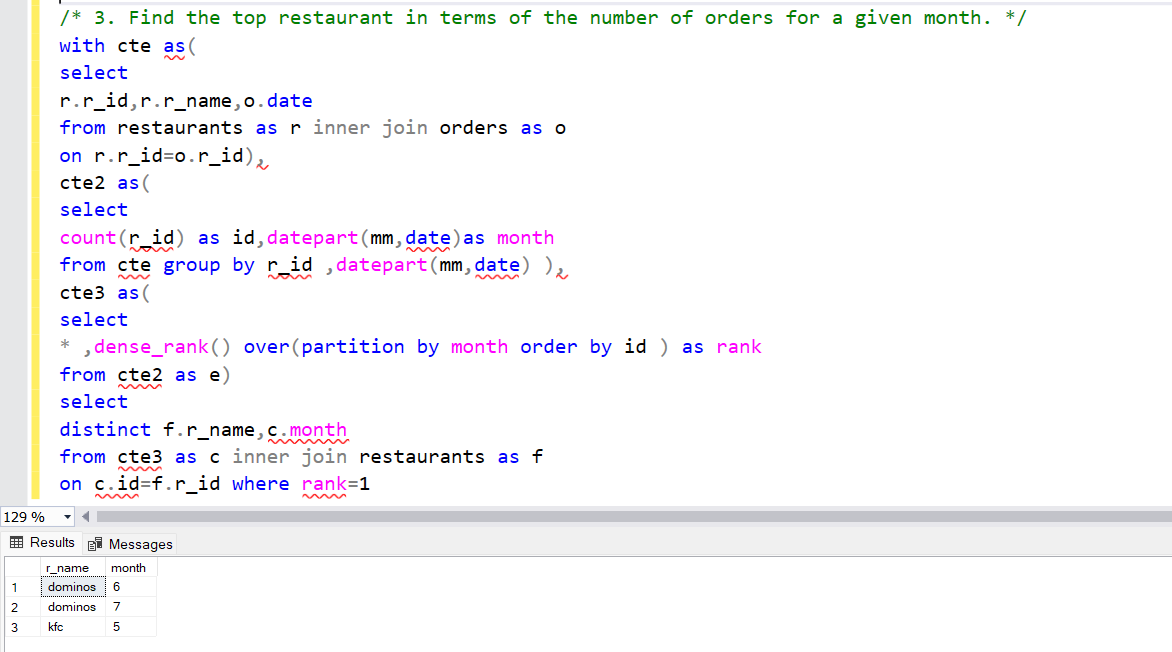 /* 3. Find the top restaurant in terms of the number of orders for a given month. */
with cte as(
select
r.r_id,r.r_name,o.date
from restaurants as r inner join orders as o
on r.r_id=o.r_id),
cte2 as(
select
count(r_id) as id,datepart(mm,date)as month
from cte group by r_id ,datepart(mm,date) ),
cte3 as(
select
* ,dense_rank() over(partition by month order by id ) as rank
from cte2 as e)
select
distinct f.r_name,c.month
from cte3 as c inner join restaurants as f
on c.id=f.r_id where rank=1
129 %
Results Messages
r_name month
1 dominos 6
2 dominos 7
3 kfc 5